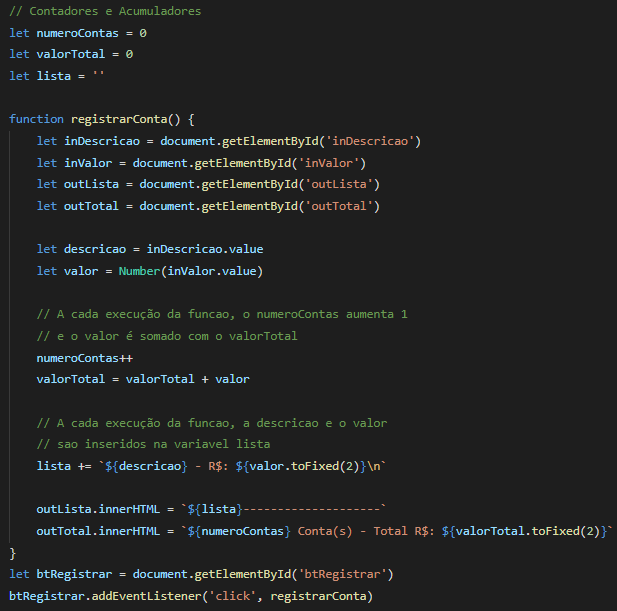 // Contadores e Acumuladores
let numeroContas = 0
let valorTotal = 0
let lista = ''

function registrarConta() {
    let inDescricao = document.getElementById('inDescricao')
    let inValor = document.getElementById('inValor')
    let outLista = document.getElementById('outLista')
    let outTotal = document.getElementById('outTotal')

    let descricao = inDescricao.value
    let valor = Number(inValor.value)

    // A cada execução da funcao, o numeroContas aumenta 1
    // e o valor é somado com o valorTotal
    numeroContas++
    valorTotal = valorTotal + valor

    // A cada execução da funcao, a descricao e o valor
    // sao inseridos na variavel lista
    lista += `${descricao} - R$: ${valor.toFixed(2)}\n`

    outLista.innerHTML = `${lista}--------------------`
    outTotal.innerHTML = `${numeroContas} Conta(s) - Total R$: ${valorTotal.toFixed(2)}`
}
let btRegistrar = document.getElementById('btRegistrar')
btRegistrar.addEventListener('click', registrarConta)